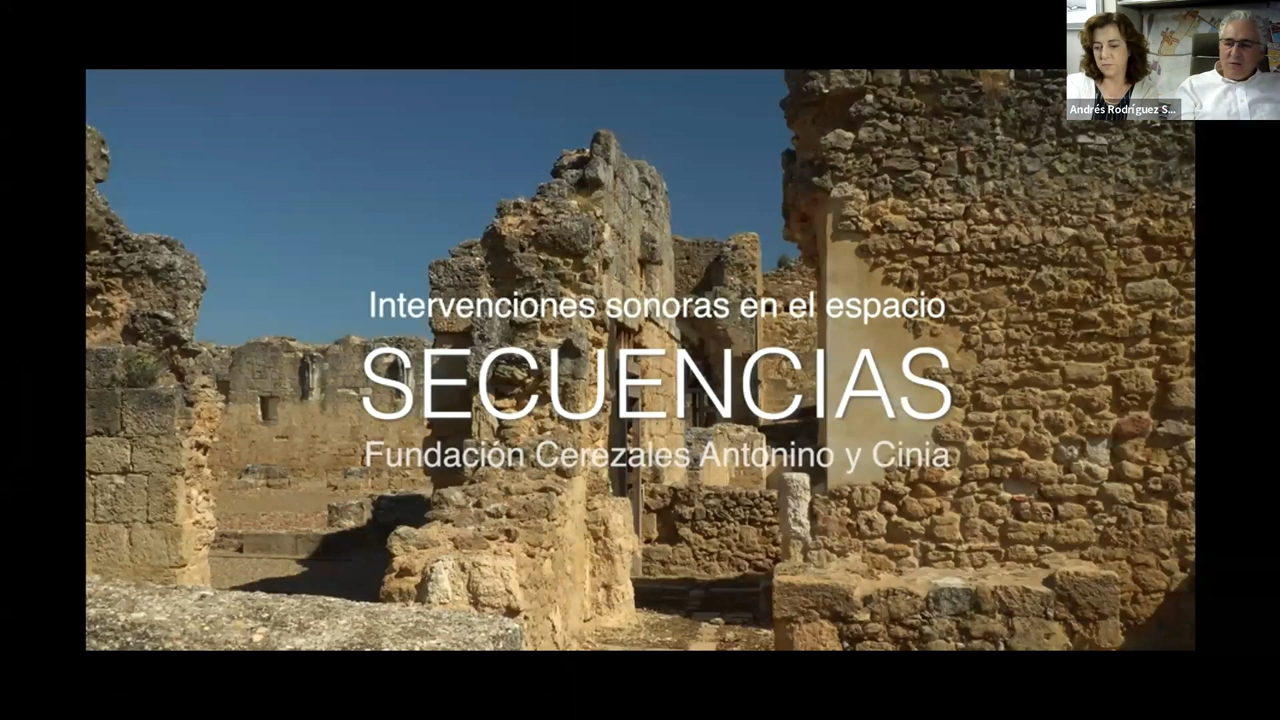 Andrés Rodríguez S...
Intervenciones sonoras en el espacio
SECUENCIAS
Fundación Cerezales Antonino y Cinia